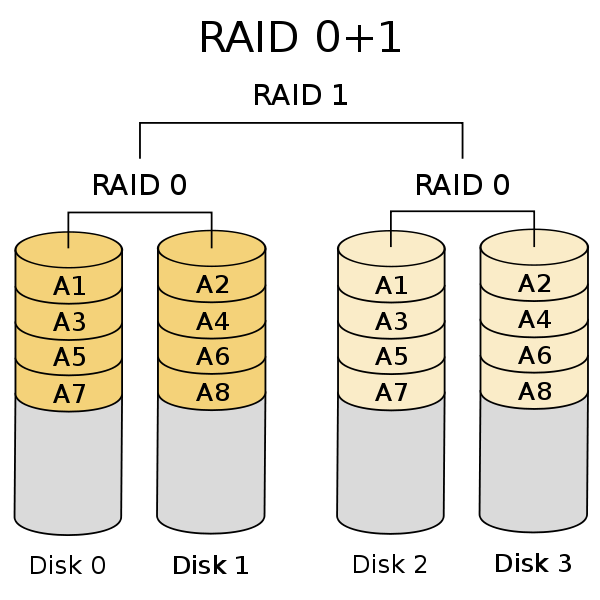 RAID 0+1
RAID 1
RAID 0
RAID 0
A1
A3
A5
A7
A2
A4
A6
A8
A1
A3
A5
A7
A2
A4
A6
A8
Disk 0
Disk 1
Disk 2
Disk 3